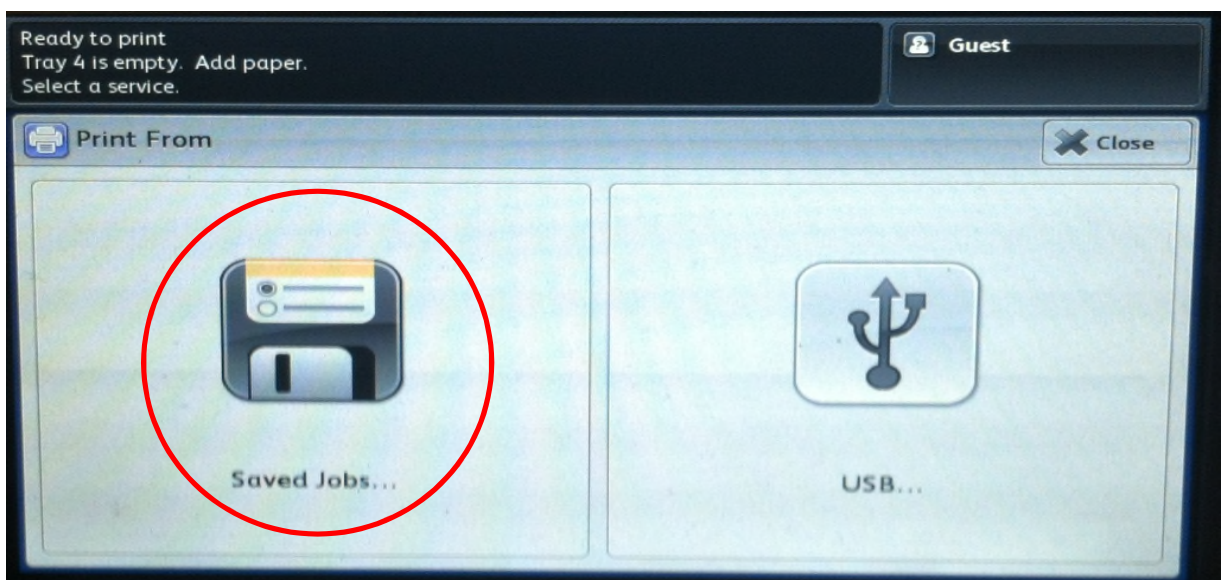 Ready to print
Tray 4 is empty. Add paper.
Select a service.
Guest
Print From
Close
Saved Jobs...
USB...